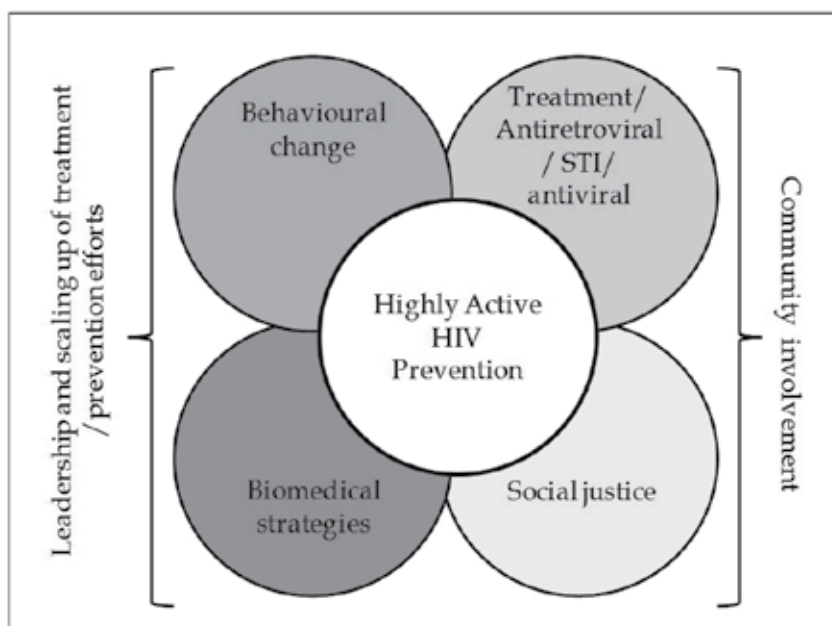 Leadership and scaling up of treatment
/ prevention efforts
Behavioural
change
Treatment/
Antiretroviral
/ STI/
antiviral
Highly Active
HIV
Prevention
Biomedical
strategies
Social justice
Community involvement